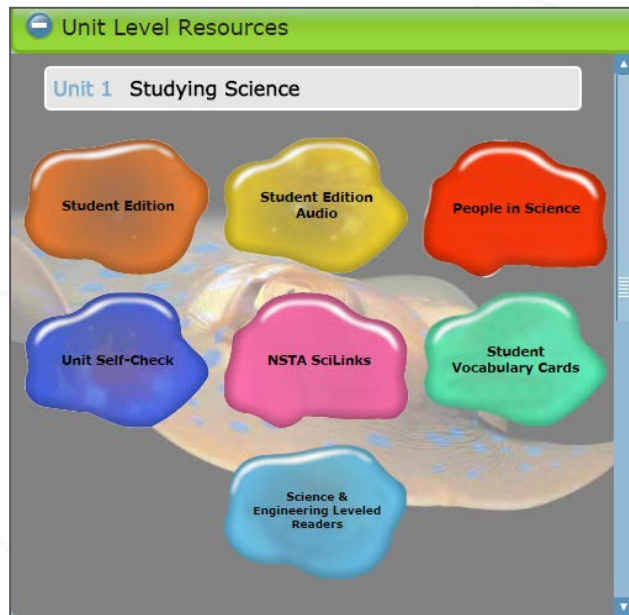 Unit Level Resources
Unit 1 Studying Science
Student Edition
Student Edition
Audio
People in Science
Unit Self-Check
NSTA SciLinks
Student
Vocabulary Cards
Science &
Engineering Leveled
Readers